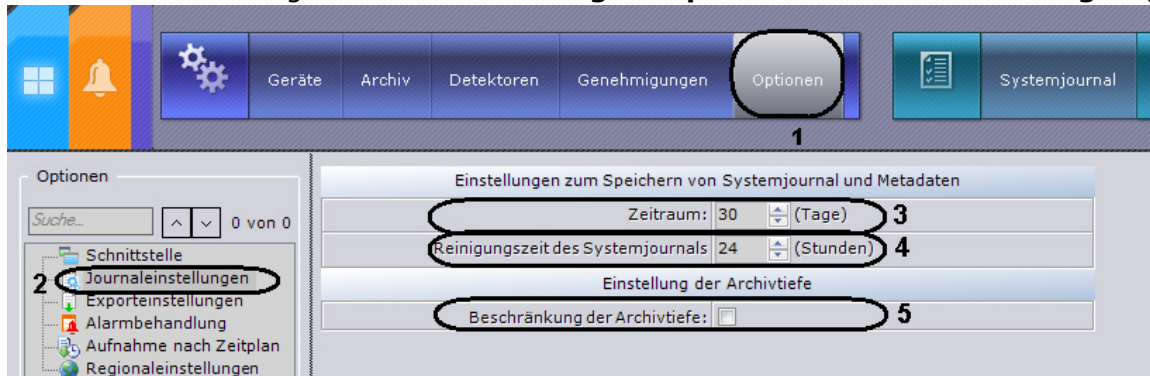 Geräte Archiv Detektoren Genehmigungen Optionen Systemjournal
1
Optionen
Suche... 0 von 0
Schnittstelle
2 Journaleinstellungen
Exporteinstellungen
Alarmbehandlung
Aufnahme nach Zeitplan
Regionaleinstellungen
Einstellungen zum Speichern von Systemjournal und Metadaten
Zeitraum: 30 (Tage) 3
Reinigungszeit des Systemjournals 24 (Stunden) 4
Einstellung der Archivtiefe
Beschränkung der Archivtiefe: 5